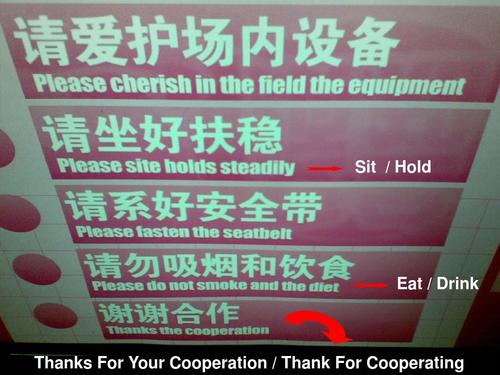 请爱护场内设备
Please cherish in the field the equipment
请坐好扶稳
Please site holds steadily
Sit / Hold
请系好安全带
Please fasten the seatbelt
请勿吸烟和饮食
Please do not smoke and the diet
Eat / Drink
谢谢合作
Thanks the cooperation
Thanks For Your Cooperation / Thank For Cooperating